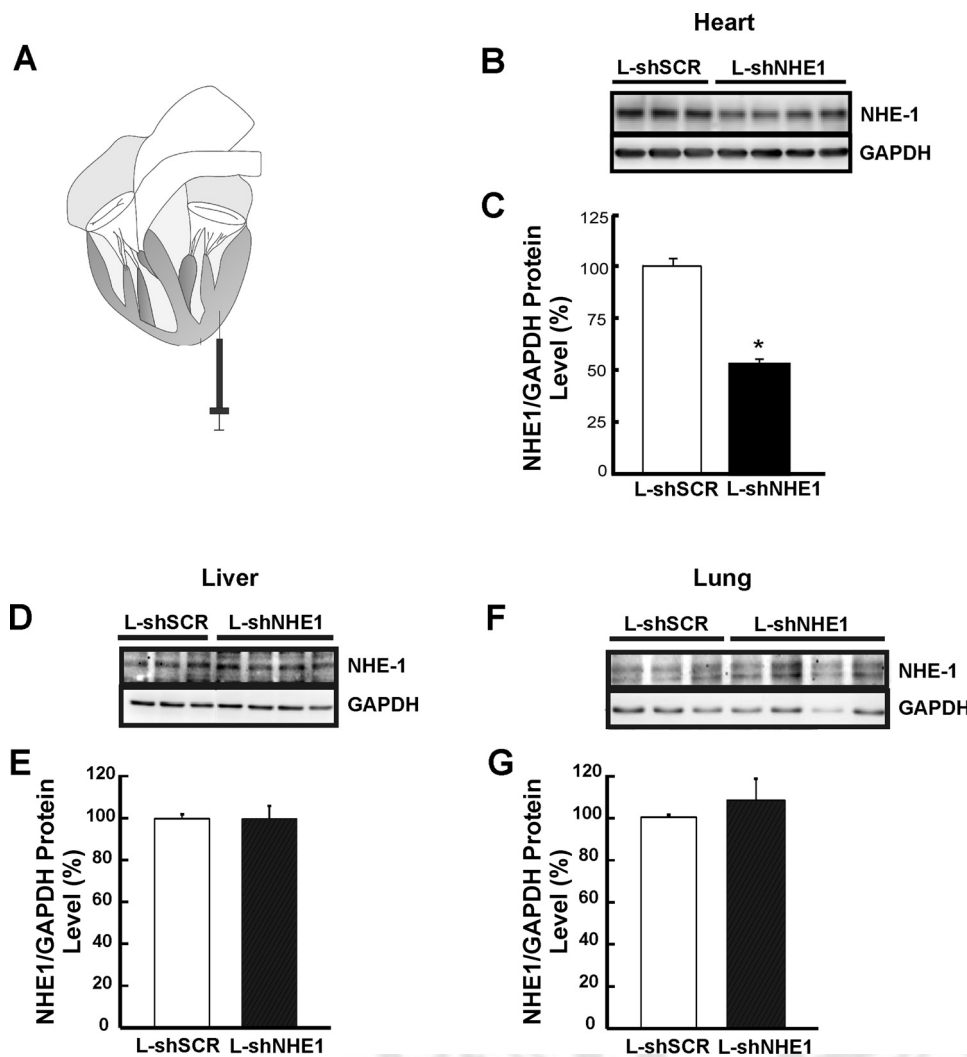 A
Heart
B
L-shSCR L-shNHE1
NHE-1
GAPDH
C
NHE1/GAPDH Protein
Level (%)
125
100
75
50
25
0
*
L-shSCR L-shNHE1
Liver
D
L-shSCR L-shNHE1
NHE-1
GAPDH
E
NHE1/GAPDH Protein
Level (%)
120
100
80
60
40
20
0
L-shSCR L-shNHE1
Lung
F
L-shSCR L-shNHE1
NHE-1
GAPDH
G
NHE1/GAPDH Protein
Level (%)
120
100
80
60
40
20
0
L-shSCR L-shNHE1